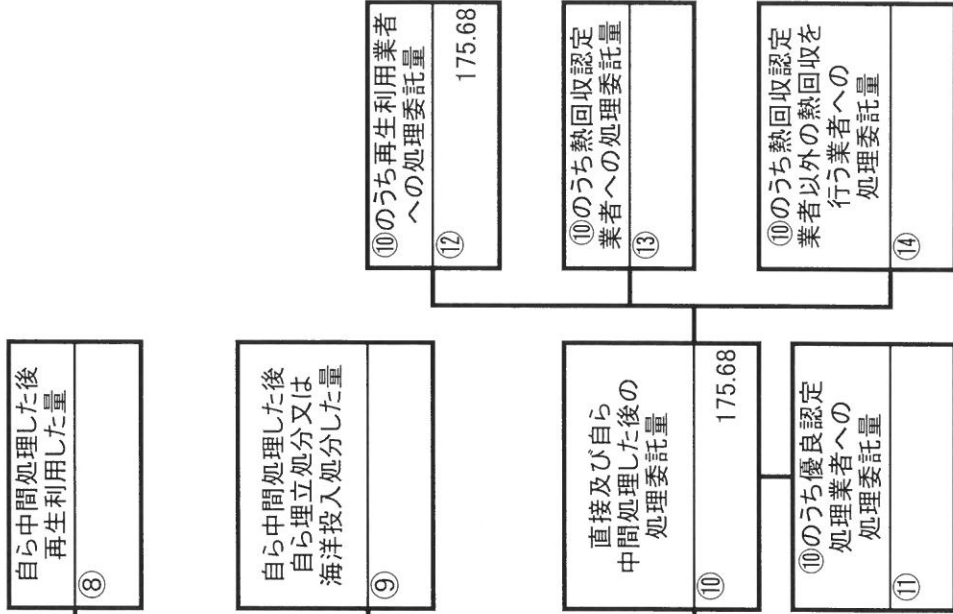 自ら中間処理した後
再生利用した量
⑧
自ら中間処理した後
自ら埋立処分又は
海洋投入処分した量
⑨
直接及び自ら
中間処理した後の
処理委託量
⑩
175.68
⑩のうち優良認定
処理業者への
処理委託量
⑪
⑩のうち再生利用業者
への処理委託量
⑫
175.68
⑩のうち熱回収認定
業者への処理委託量
⑬
⑩のうち熱回収認定
業者以外の熱回収を
行う業者への
処理委託量
⑭